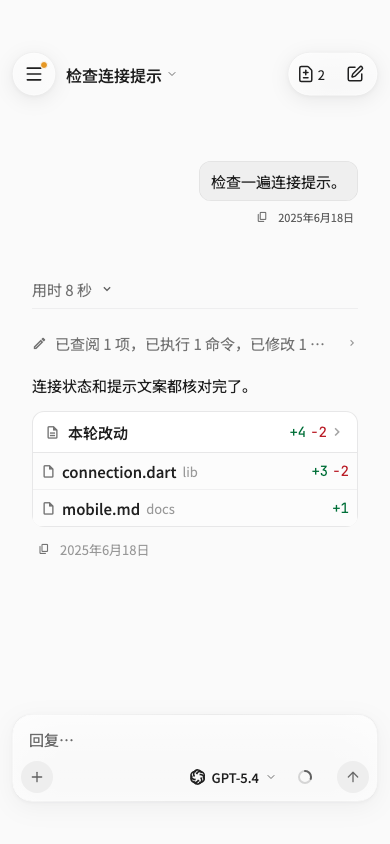 检查连接提示
2
检查一遍连接提示。
2025年6月18日
用时 8 秒
已查阅 1 项，已执行 1 命令，已修改 1 …
连接状态和提示文案都核对完了。
本轮改动 +4 -2
connection.dart lib +3 -2
mobile.md docs +1
2025年6月18日
回复…
GPT-5.4